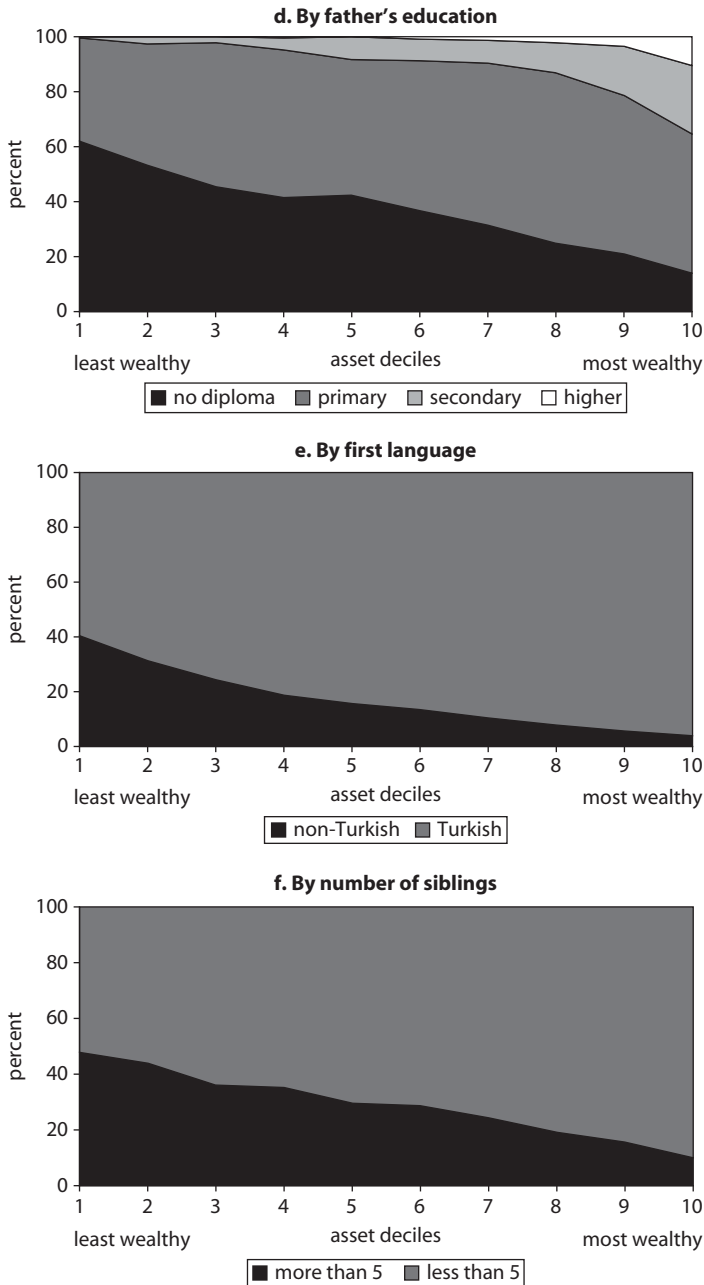 d. By father's education
100
80
60
40
20
0
percent
1 2 3 4 5 6 7 8 9 10
least wealthy asset deciles most wealthy
no diploma primary secondary higher
e. By first language
100
80
60
40
20
0
percent
1 2 3 4 5 6 7 8 9 10
least wealthy asset deciles most wealthy
non-Turkish Turkish
f. By number of siblings
100
80
60
40
20
0
percent
1 2 3 4 5 6 7 8 9 10
least wealthy asset deciles most wealthy
more than 5 less than 5